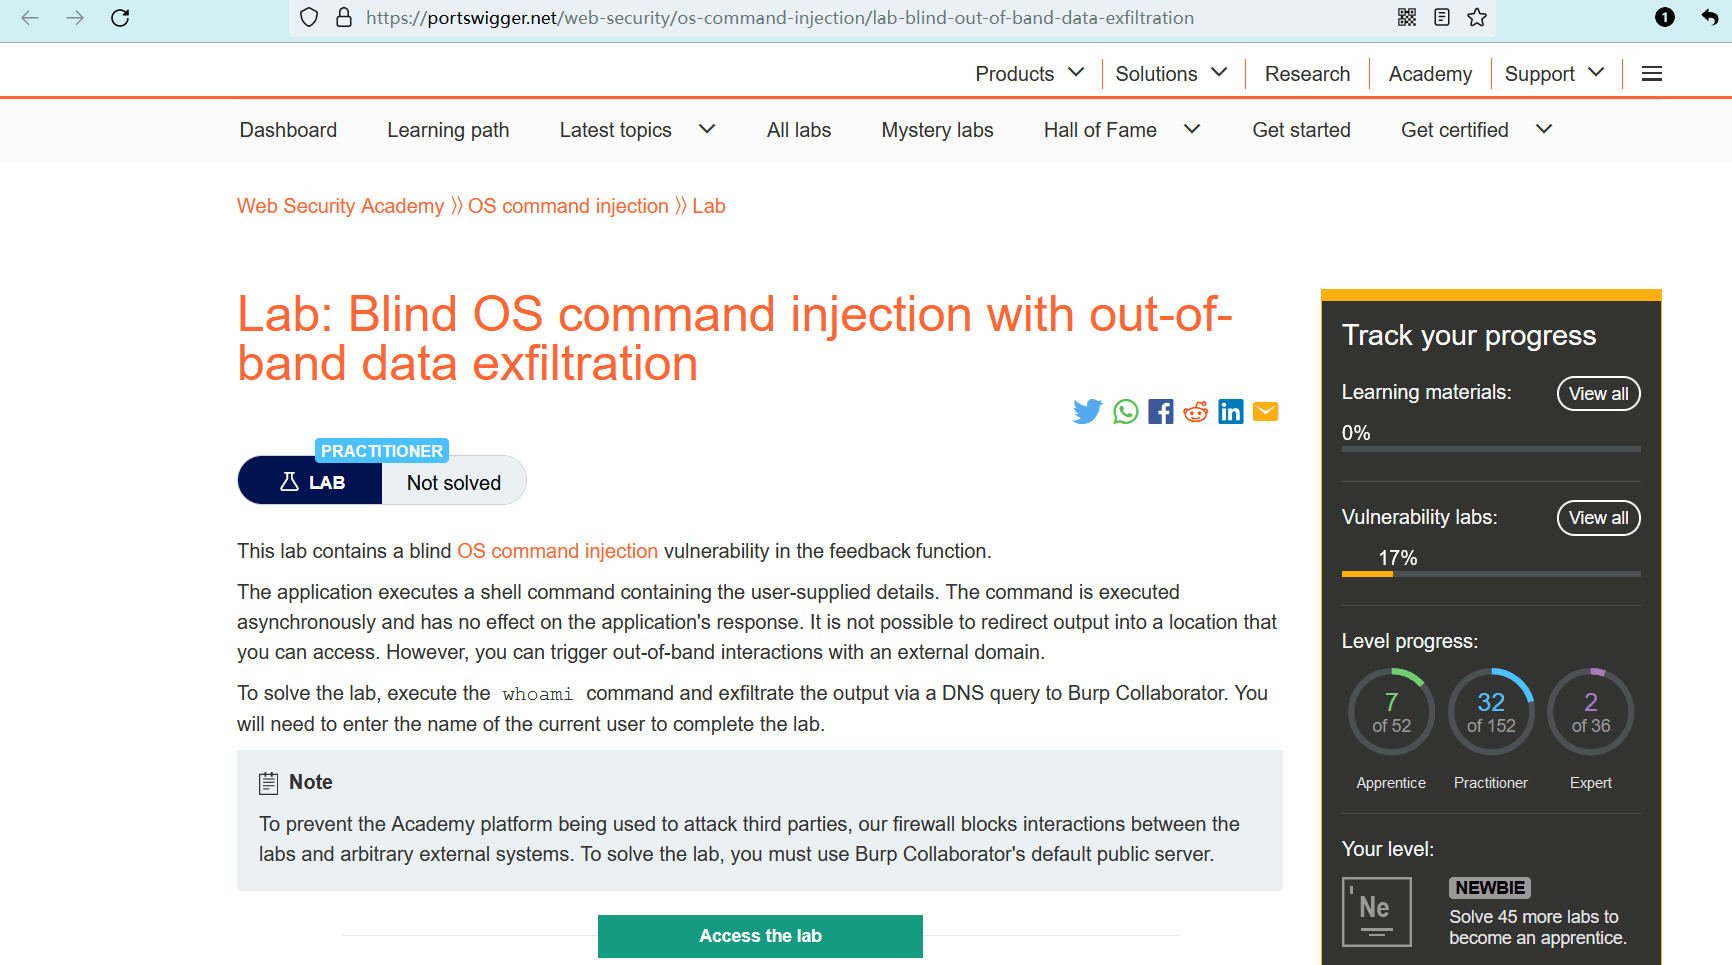 https://portswigger.net/web-security/os-command-injection/lab-blind-out-of-band-data-exfiltration
1
Products
Solutions
Research
Academy
Support
Dashboard
Learning path
Latest topics
All labs
Mystery labs
Hall of Fame
Get started
Get certified
Web Security Academy » OS command injection » Lab
Lab: Blind OS command injection with out-of-
band data exfiltration
PRACTITIONER
LAB
Not solved
This lab contains a blind OS command injection vulnerability in the feedback function.
The application executes a shell command containing the user-supplied details. The command is executed
asynchronously and has no effect on the application's response. It is not possible to redirect output into a location that
you can access. However, you can trigger out-of-band interactions with an external domain.
To solve the lab, execute the whoami command and exfiltrate the output via a DNS query to Burp Collaborator. You
will need to enter the name of the current user to complete the lab.
Note
To prevent the Academy platform being used to attack third parties, our firewall blocks interactions between the
labs and arbitrary external systems. To solve the lab, you must use Burp Collaborator's default public server.
Access the lab
Track your progress
Learning materials:
View all
0%
Vulnerability labs:
View all
17%
Level progress:
7
of 52
32
of 152
2
of 36
Apprentice
Practitioner
Expert
Your level:
Ne
NEWBIE
Solve 45 more labs to
become an apprentice.